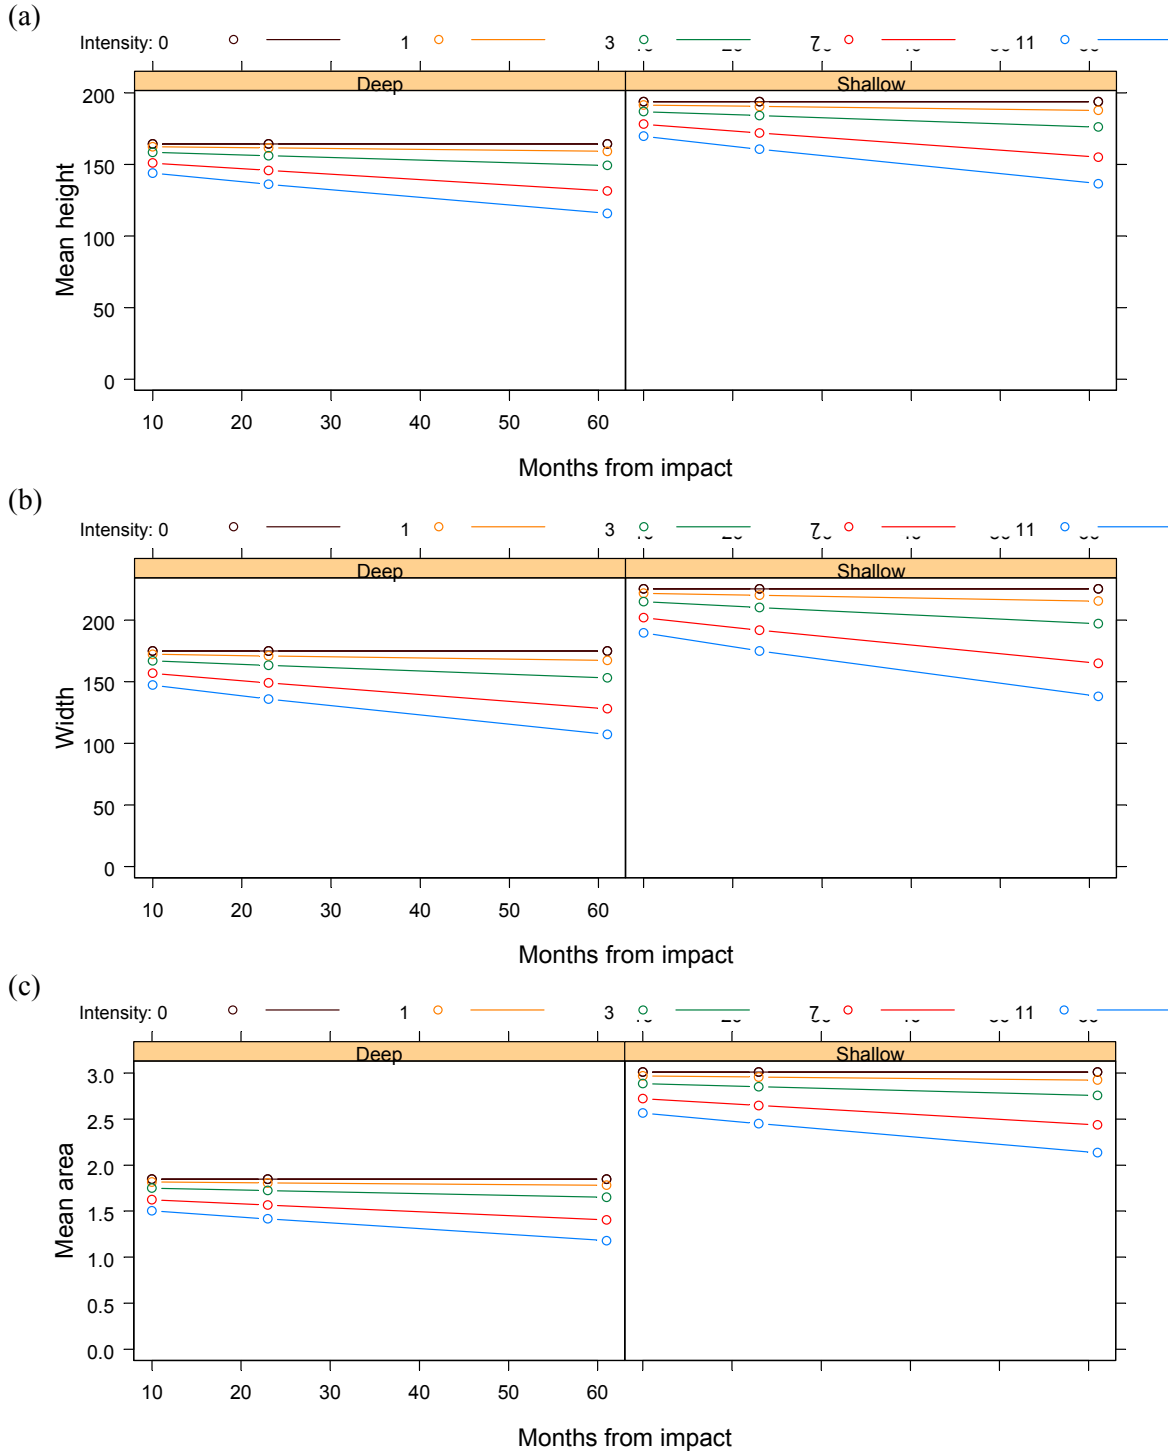 (a)
Intensity: 0 1 3 7 11
Deep Shallow
Mean height
200
150
100
50
0
10 20 30 40 50 60
Months from impact
(b)
Intensity: 0 1 3 7 11
Deep Shallow
Width
200
150
100
50
0
10 20 30 40 50 60
Months from impact
(c)
Intensity: 0 1 3 7 11
Deep Shallow
Mean area
3.0
2.5
2.0
1.5
1.0
0.5
0.0
10 20 30 40 50 60
Months from impact